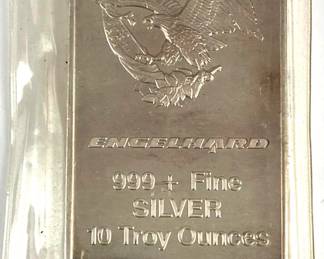 ENGELHARD
999+ Fine
SILVER
10 Troy Ounces